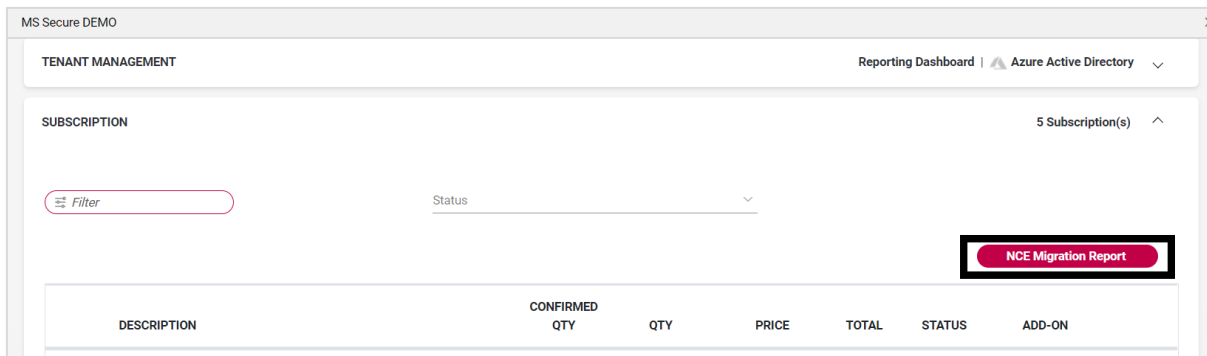 MS Secure DEMO
TENANT MANAGEMENT Reporting Dashboard | Azure Active Directory
SUBSCRIPTION 5 Subscription(s)
Filter Status
NCE Migration Report
CONFIRMED
DESCRIPTION QTY QTY PRICE TOTAL STATUS ADD-ON